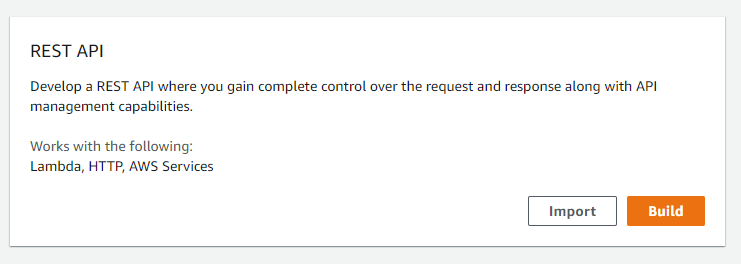 REST API
Develop a REST API where you gain complete control over the request and response along with API
management capabilities.
Works with the following:
Lambda, HTTP, AWS Services
Import
Build